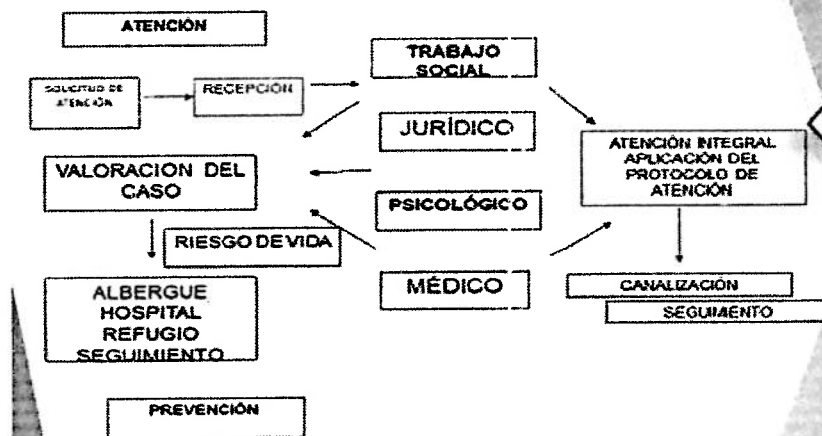 ATENCIÓN
SOLICITUD DE
ATENCIÓN
RECEPCIÓN
TRABAJO
SOCIAL
JURÍDICO
PSICOLÓGICO
MÉDICO
VALORACION DEL
CASO
RIESGO DE VIDA
ALBERGUE
HOSPITAL
REFUGIO
SEGUIMIENTO
ATENCIÓN INTEGRAL
APLICACIÓN DEL
PROTOCOLO DE
ATENCIÓN
CANALIZACIÓN
SEGUIMIENTO
PREVENCIÓN